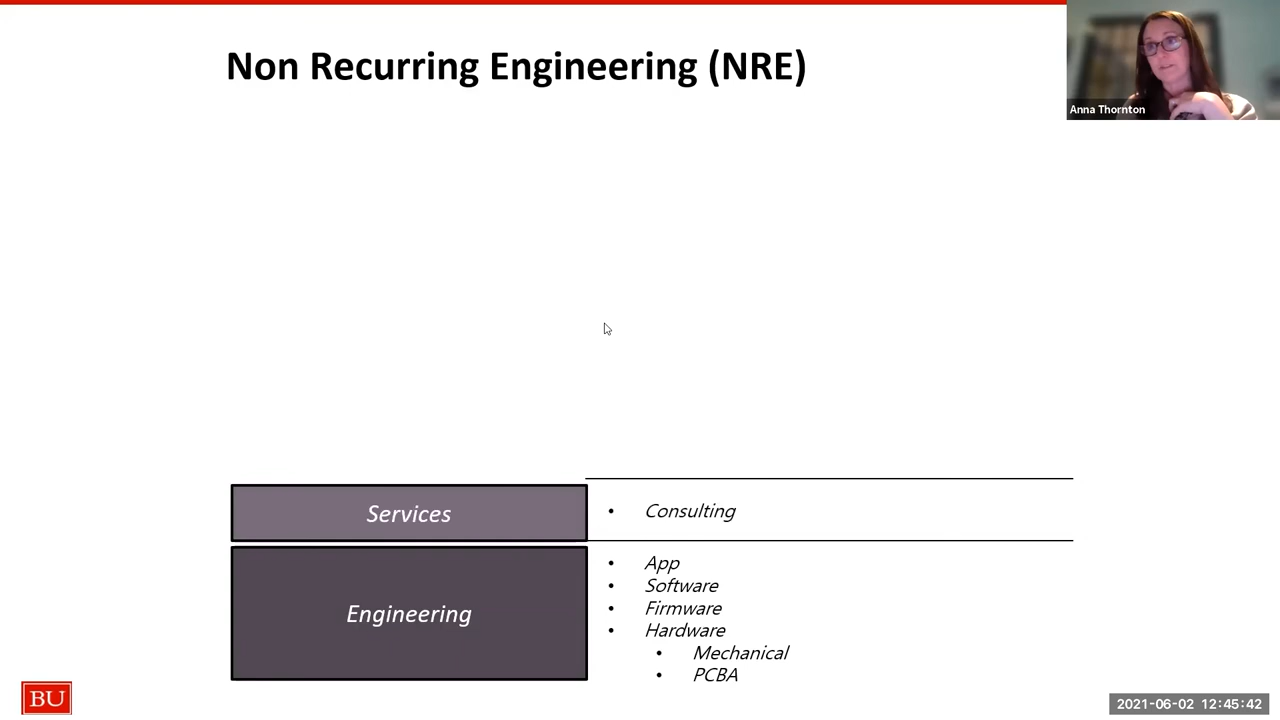 Non Recurring Engineering (NRE)
Anna Thornton
Services
• Consulting
Engineering
• App
• Software
• Firmware
• Hardware
• Mechanical
• PCBA
BU
2021-06-02 12:45:42